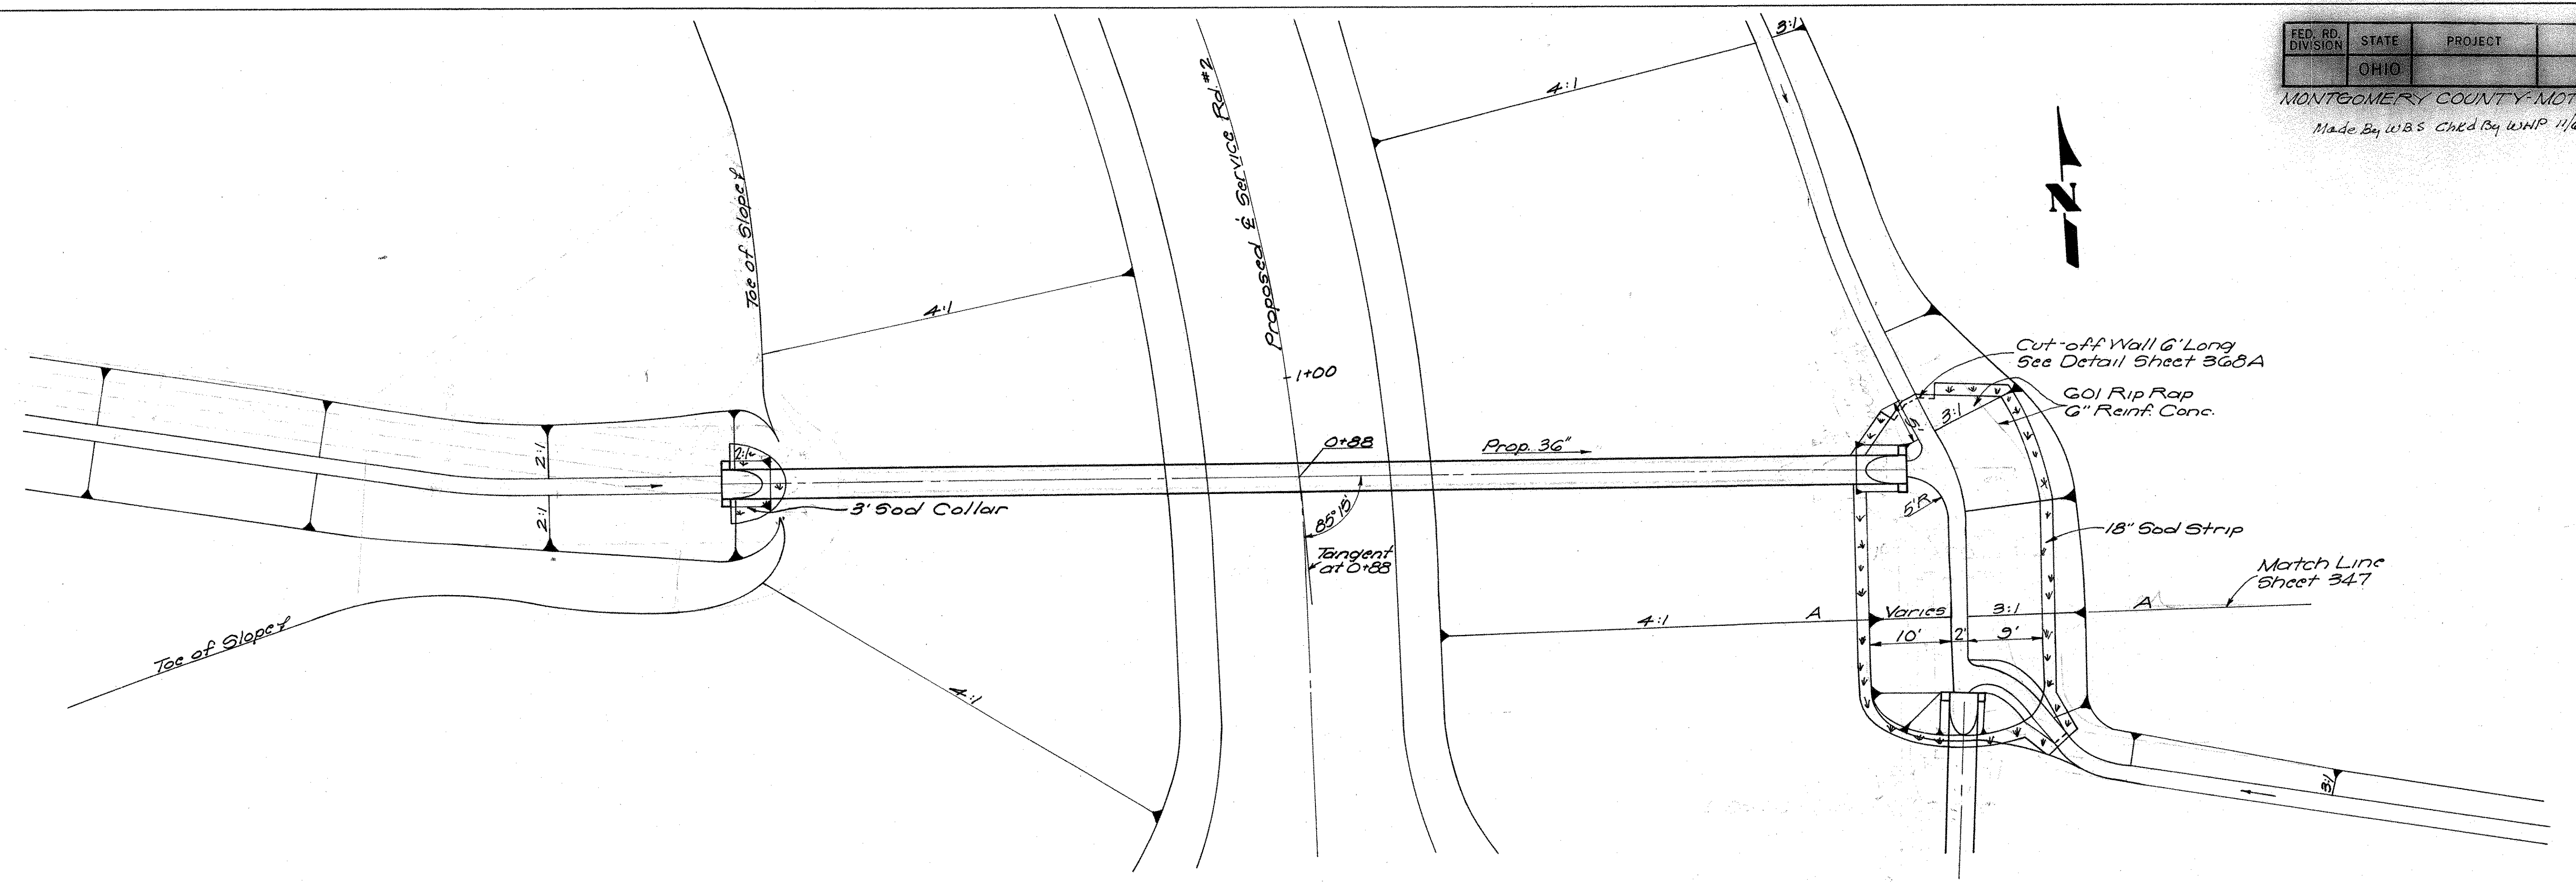 FED. RD.
DIVISION
STATE
PROJECT
OHIO
MONTGOMERY COUNTY-MOT
Made By WBS Chkd By WHP
3:1
4:1
Proposed ₵ Service Rd. #2
Toe of Slope
4:1
N
Cut-off Wall 6' Long
See Detail Sheet 368A
601 Rip Rap
6" Reinf. Conc.
1+00
3:1
5'
0+88
Prop. 36"
2:1
2:1
2:1
3' Sod Collar
85°15'
5'R
18" Sod Strip
Tangent
at 0+88
Match Line
Sheet 347
4:1
A
Varies
3:1
A
10'
2'
9'
Toe of Slope
4:1
3:1